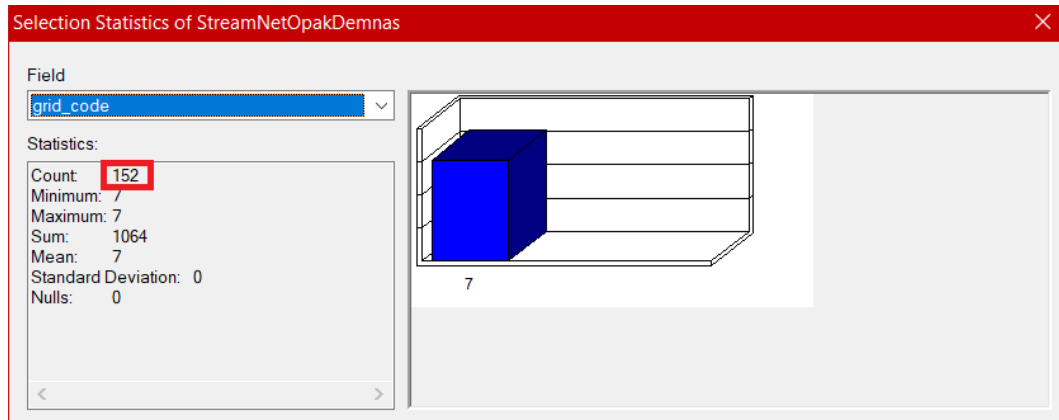 Selection Statistics of StreamNetOpakDemnas
Field
grid_code
Statistics:
Count: 152
Minimum: 7
Maximum: 7
Sum: 1064
Mean: 7
Standard Deviation: 0
Nulls: 0
7